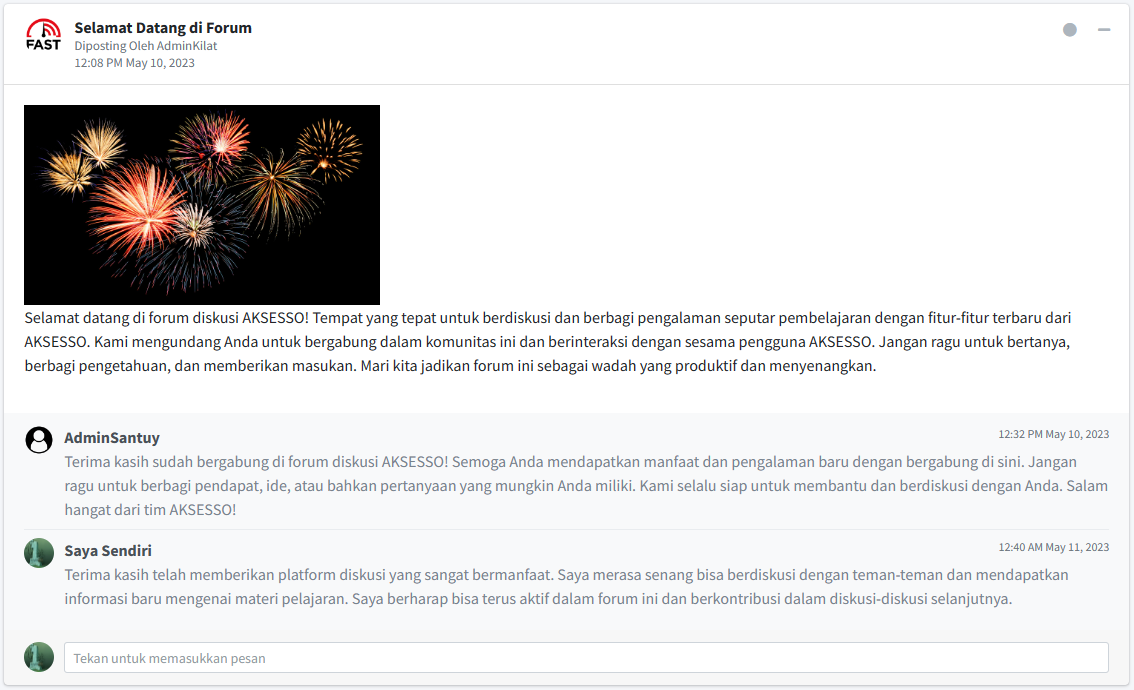 FAST
Selamat Datang di Forum
Diposting Oleh AdminKilat
12:08 PM May 10, 2023
Selamat datang di forum diskusi AKSESSO! Tempat yang tepat untuk berdiskusi dan berbagi pengalaman seputar pembelajaran dengan fitur-fitur terbaru dari
AKSESSO. Kami mengundang Anda untuk bergabung dalam komunitas ini dan berinteraksi dengan sesama pengguna AKSESSO. Jangan ragu untuk bertanya,
berbagi pengetahuan, dan memberikan masukan. Mari kita jadikan forum ini sebagai wadah yang produktif dan menyenangkan.
AdminSantuy
12:32 PM May 10, 2023
Terima kasih sudah bergabung di forum diskusi AKSESSO! Semoga Anda mendapatkan manfaat dan pengalaman baru dengan bergabung di sini. Jangan
ragu untuk berbagi pendapat, ide, atau bahkan pertanyaan yang mungkin Anda miliki. Kami selalu siap untuk membantu dan berdiskusi dengan Anda. Salam
hangat dari tim AKSESSO!
Saya Sendiri
12:40 AM May 11, 2023
Terima kasih telah memberikan platform diskusi yang sangat bermanfaat. Saya merasa senang bisa berdiskusi dengan teman-teman dan mendapatkan
informasi baru mengenai materi pelajaran. Saya berharap bisa terus aktif dalam forum ini dan berkontribusi dalam diskusi-diskusi selanjutnya.
Tekan untuk memasukkan pesan